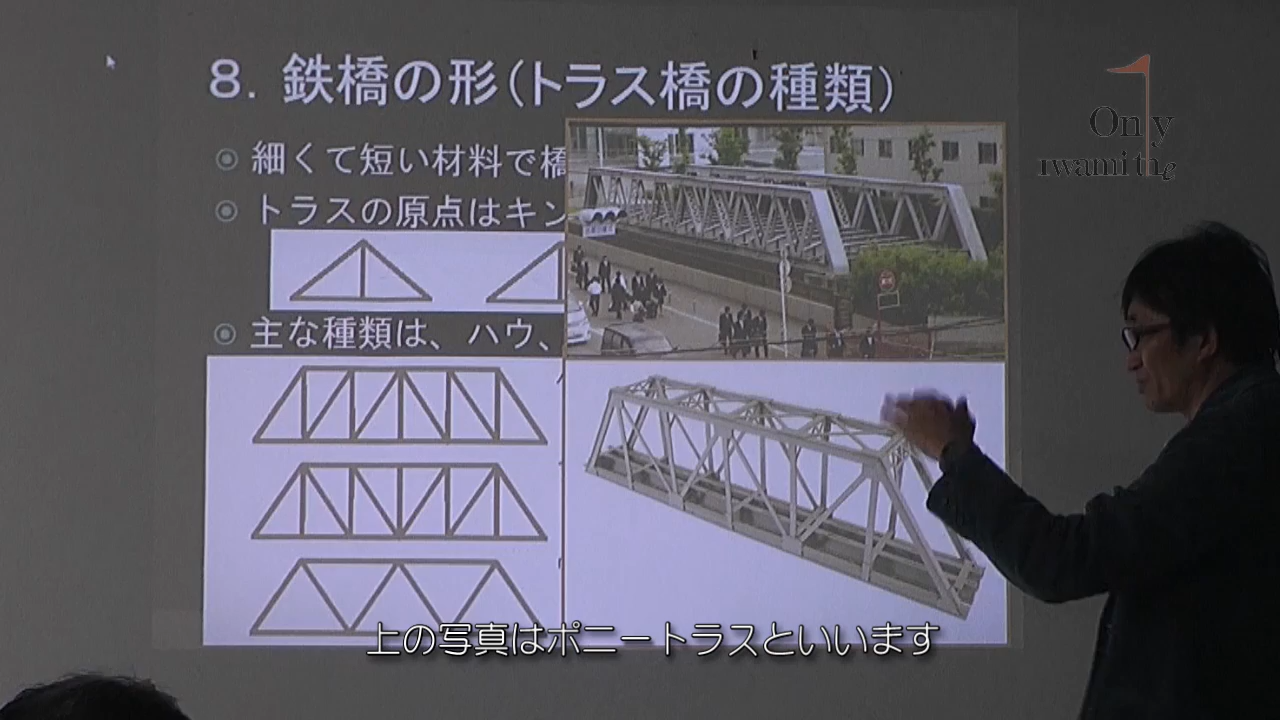 8．鉄橋の形（トラス橋の種類）
Only
iwami the
細くて短い材料で橋
トラスの原点はキン
主な種類は、ハウ、
上の写真はポニートラスといいます